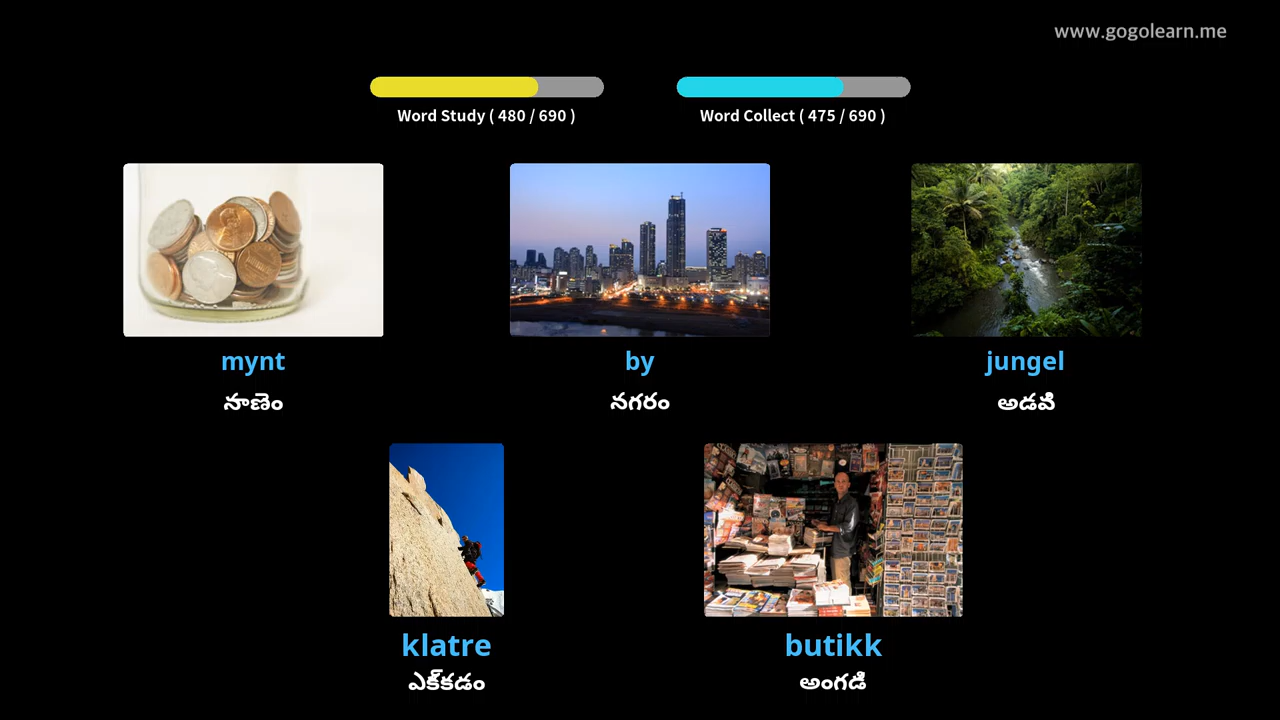 www.gogolearn.me
Word Study ( 480 / 690 )
Word Collect ( 475 / 690 )
mynt
by
jungel
నాణెం
నగరం
అడవి
klatre
butikk
ఎక్కడం
అంగడి